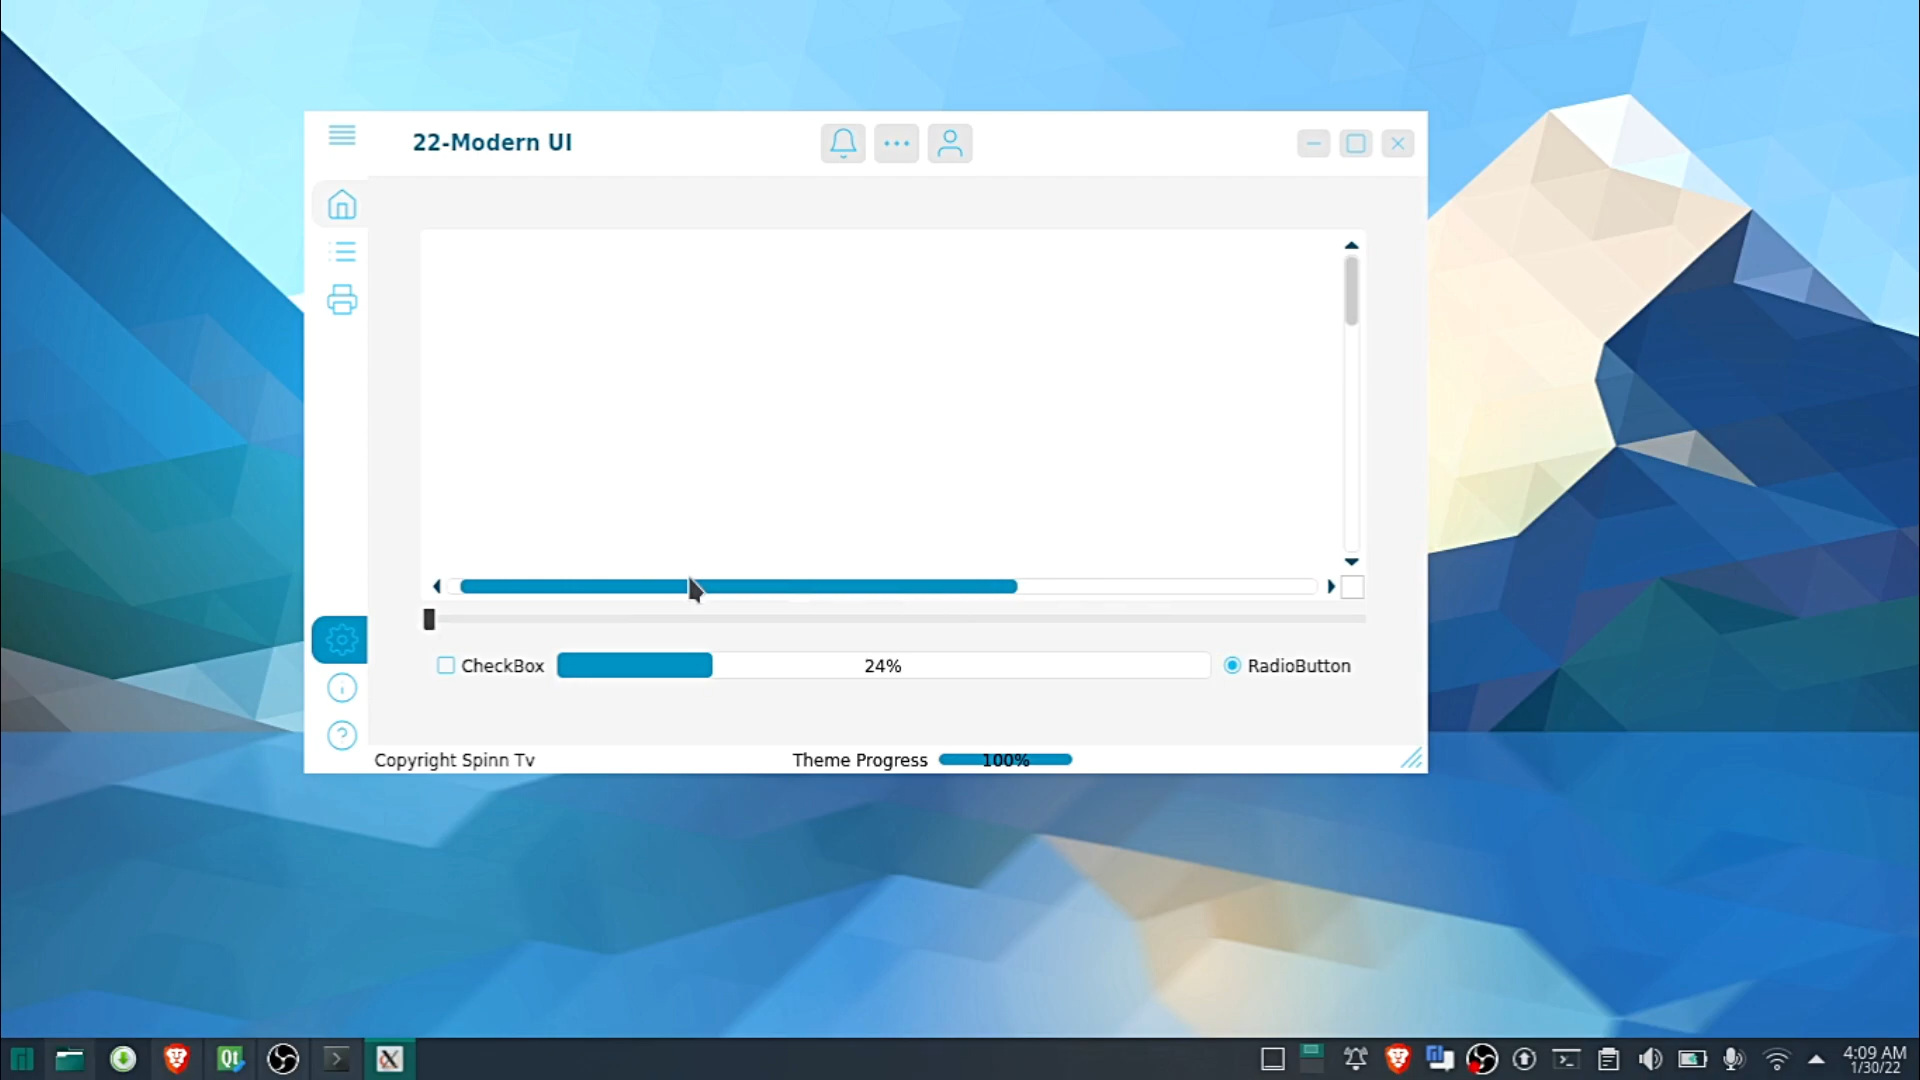 22-Modern UI
CheckBox
24%
RadioButton
Copyright Spinn Tv
Theme Progress
100%
4:09 AM
1/30/22